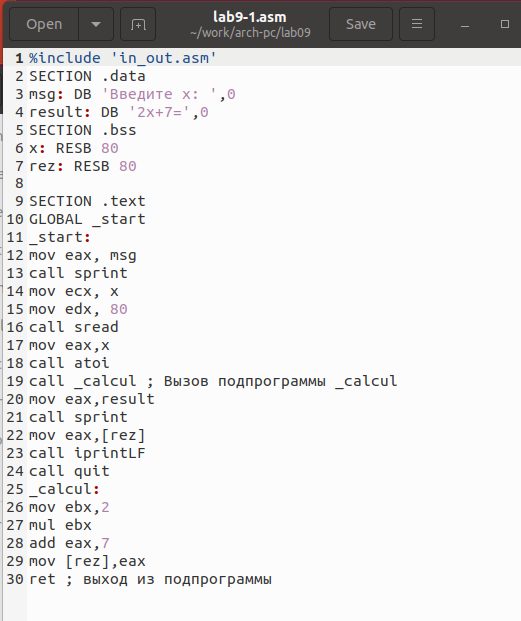 Open
lab9-1.asm
~/work/arch-pc/lab09
Save
1 %include 'in_out.asm'
2 SECTION .data
3 msg: DB 'Введите x: ',0
4 result: DB '2x+7=',0
5 SECTION .bss
6 x: RESB 80
7 rez: RESB 80
8
9 SECTION .text
10 GLOBAL _start
11 _start:
12 mov eax, msg
13 call sprint
14 mov ecx, x
15 mov edx, 80
16 call sread
17 mov eax,x
18 call atoi
19 call _calcul ; Вызов подпрограммы _calcul
20 mov eax,result
21 call sprint
22 mov eax,[rez]
23 call iprintLF
24 call quit
25 _calcul:
26 mov ebx,2
27 mul ebx
28 add eax,7
29 mov [rez],eax
30 ret ; выход из подпрограммы